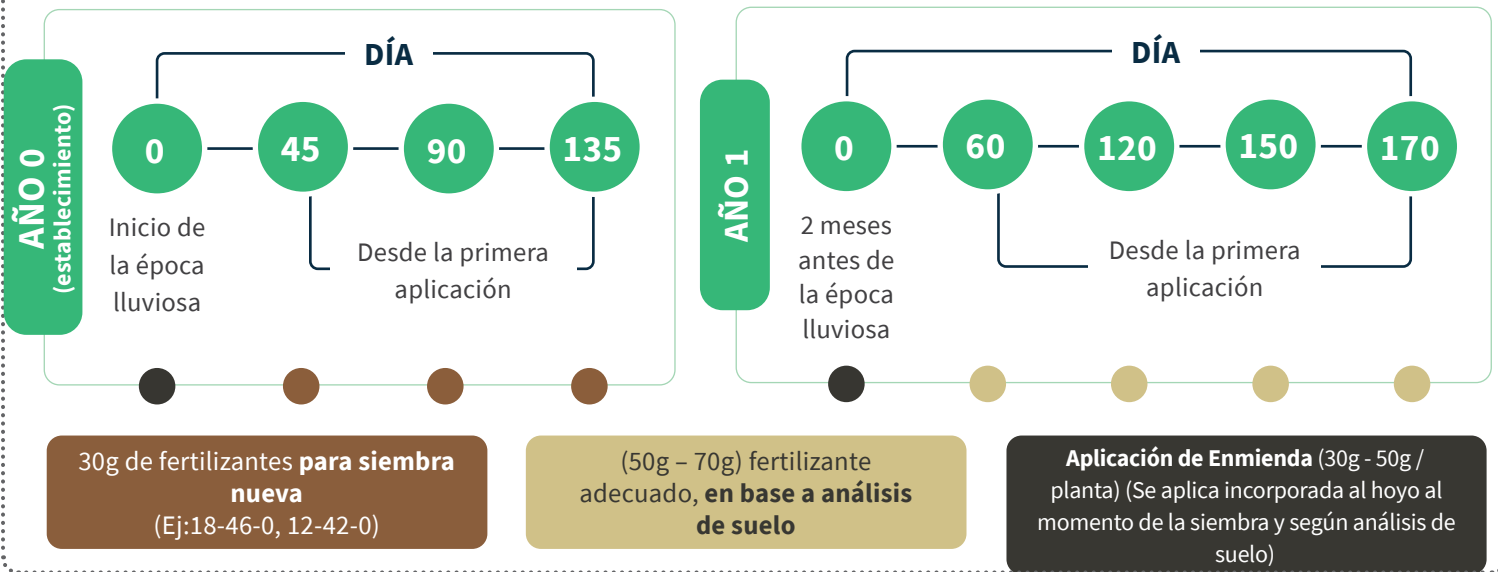 AÑO 0
(establecimiento)
DÍA
0
45
90
135
Inicio de
la época
lluviosa
Desde la primera
aplicación
AÑO 1
DÍA
0
60
120
150
170
2 meses
antes de
la época
lluviosa
Desde la primera
aplicación
30g de fertilizantes para siembra
nueva
(Ej:18-46-0, 12-42-0)
(50g – 70g) fertilizante
adecuado, en base a análisis
de suelo
Aplicación de Enmienda (30g - 50g /
planta) (Se aplica incorporada al hoyo al
momento de la siembra y según análisis de
suelo)